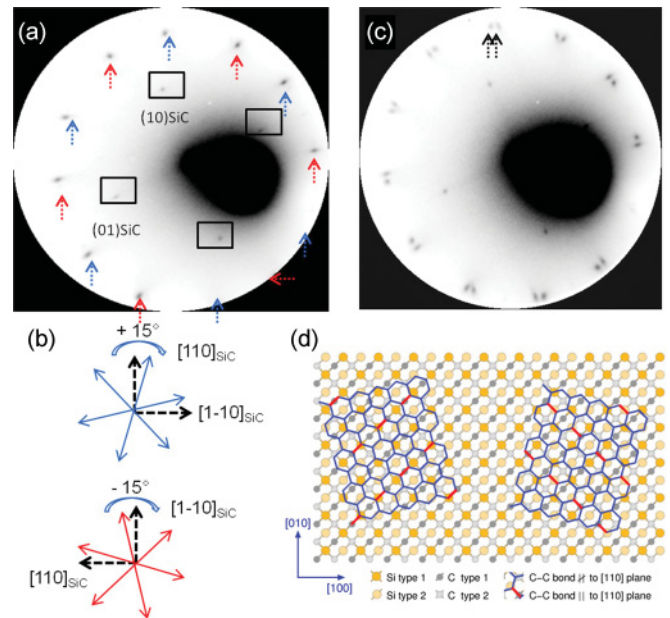 (a)
(c)
(10)SiC
(01)SiC
(b)
+ 15°
[110]SiC
[1-10]SiC
- 15°
[1-10]SiC
[110]SiC
(d)
[010]
[100]
Si type 1
C type 1
C–C bond ∦ to [110] plane
Si type 2
C type 2
C–C bond || to [110] plane